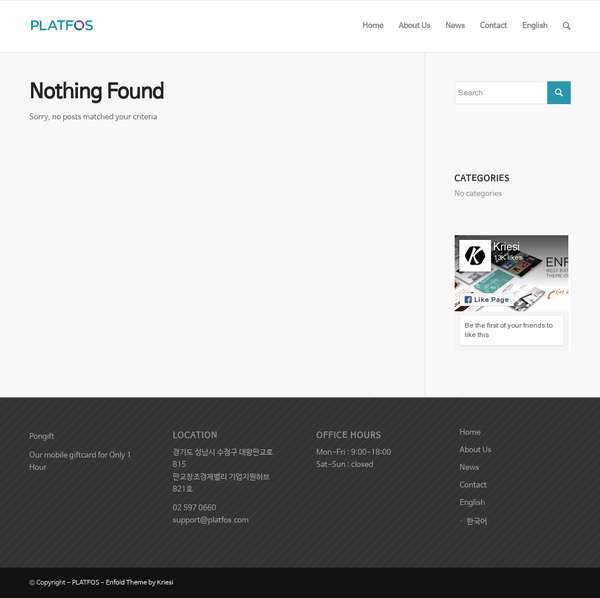 PLATFOS
Home
About Us
News
Contact
English
Nothing Found
Sorry, no posts matched your criteria
Search
CATEGORIES
No categories
Kriesi
13K likes
ENF
Like Page
Be the first of your friends to
like this
Pongift
Our mobile giftcard for Only 1
Hour
LOCATION
경기도 성남시 수정구 대왕판교로
815
판교창조경제밸리 기업지원허브
821호
02 597 0660
support@platfos.com
OFFICE HOURS
Mon-Fri : 9:00-18:00
Sat-Sun : closed
Home
About Us
News
Contact
English
한국어
© Copyright - PLATFOS - Enfold Theme by Kriesi